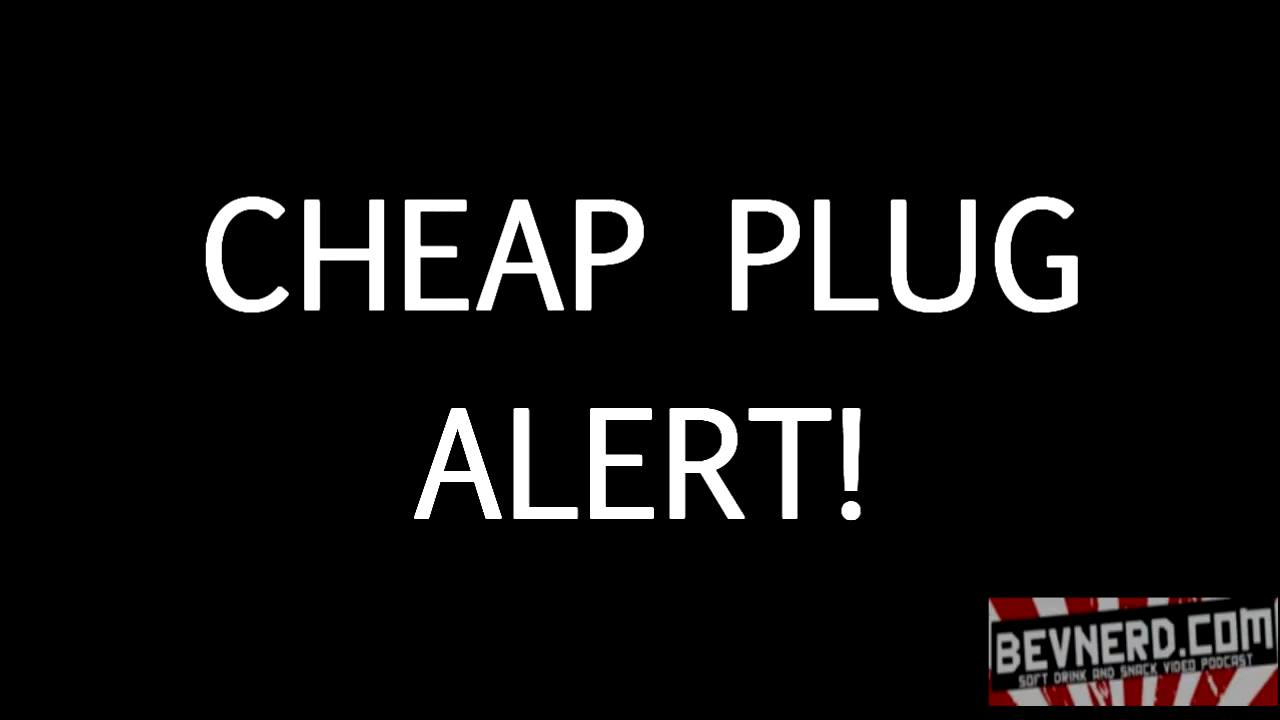 CHEAP PLUG
ALERT!
BEVNERD.COM
SOFT DRINK AND SNACK VIDEO PODCAST